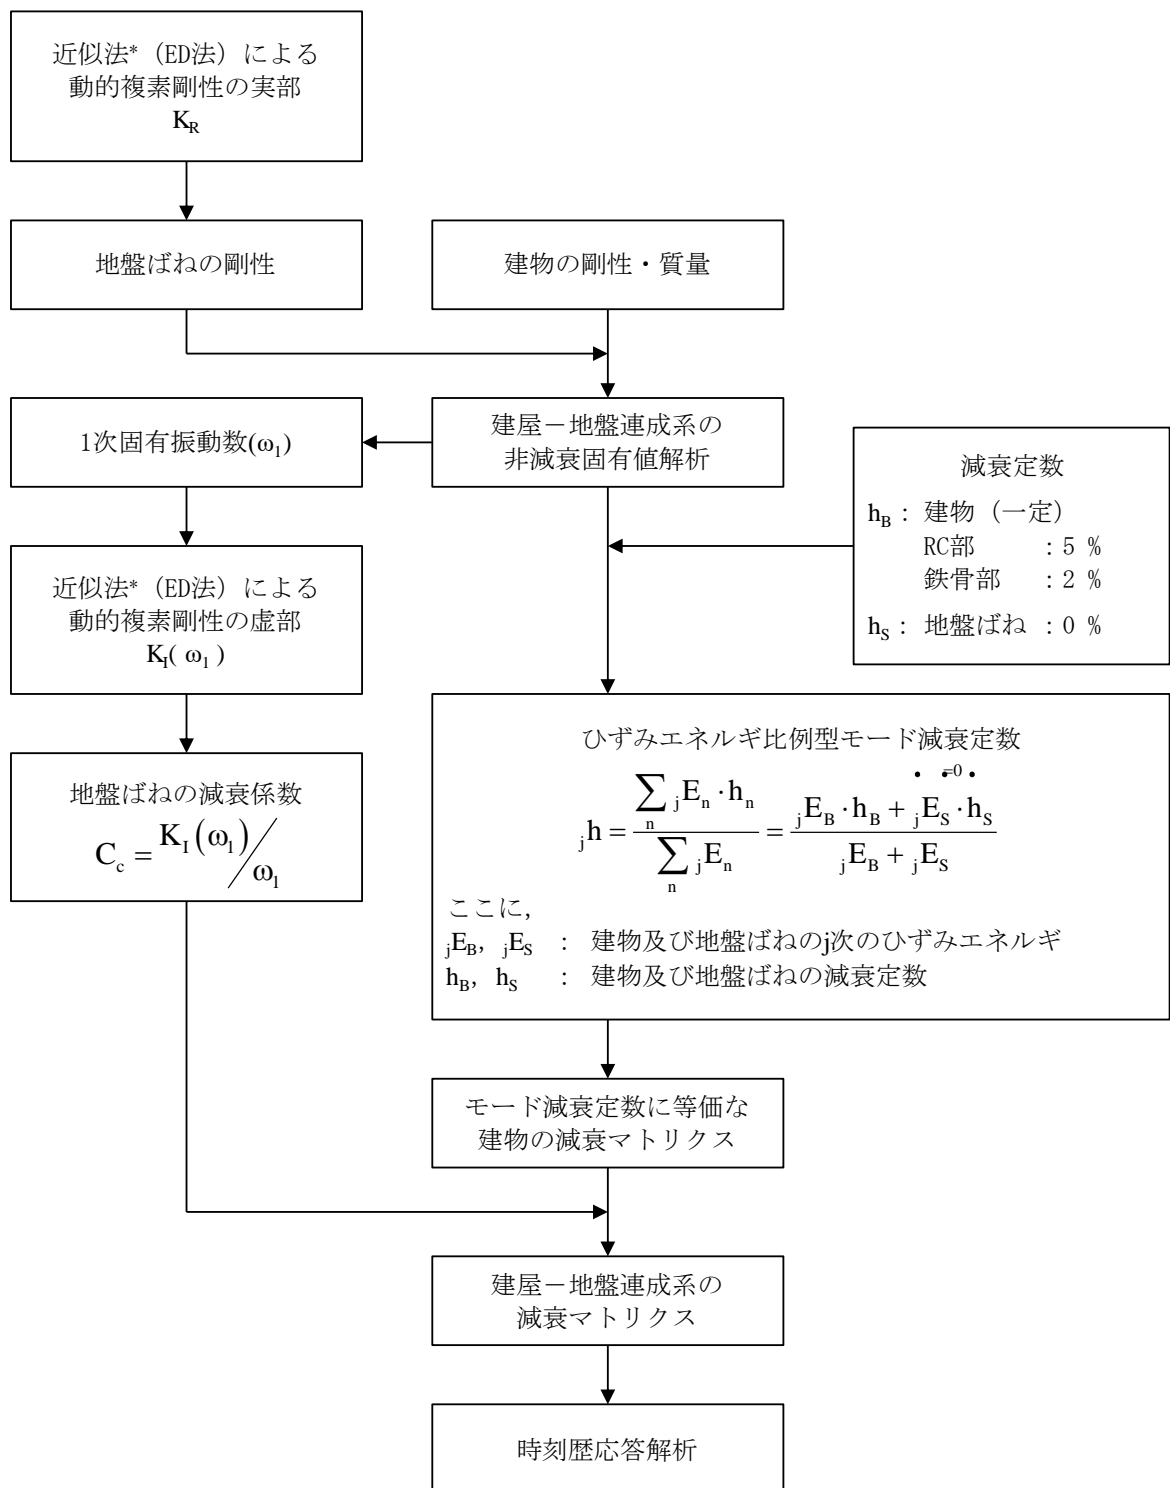 近似法*（ED法）による
動的複素剛性の実部
K_R
地盤ばねの剛性
建物の剛性・質量
建屋－地盤連成系の
非減衰固有値解析
1次固有振動数(ω_1)
減衰定数
h_B : 建物（一定）
RC部 : 5 %
鉄骨部 : 2 %
h_S : 地盤ばね : 0 %
近似法*（ED法）による
動的複素剛性の虚部
K_I( ω_1 )
地盤ばねの減衰係数
C_c = K_I(ω_1)/ω_1
ひずみエネルギ比例型モード減衰定数
=0
_jh = Σ_n _jE_n · h_n / Σ_n _jE_n = (_jE_B · h_B + _jE_S · h_S) / (_jE_B + _jE_S)
ここに,
_jE_B, _jE_S : 建物及び地盤ばねのj次のひずみエネルギ
h_B, h_S : 建物及び地盤ばねの減衰定数
モード減衰定数に等価な
建物の減衰マトリクス
建屋－地盤連成系の
減衰マトリクス
時刻歴応答解析